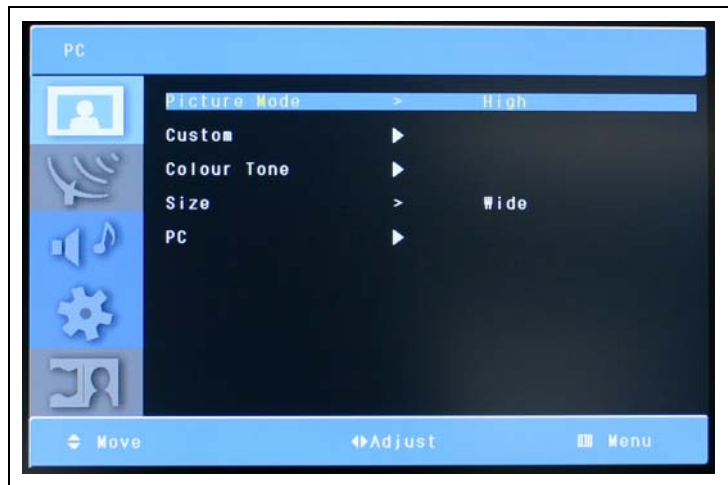 PC
Picture Mode > High
Custom ▶
Colour Tone ▶
Size > Wide
PC ▶
Move Adjust Menu